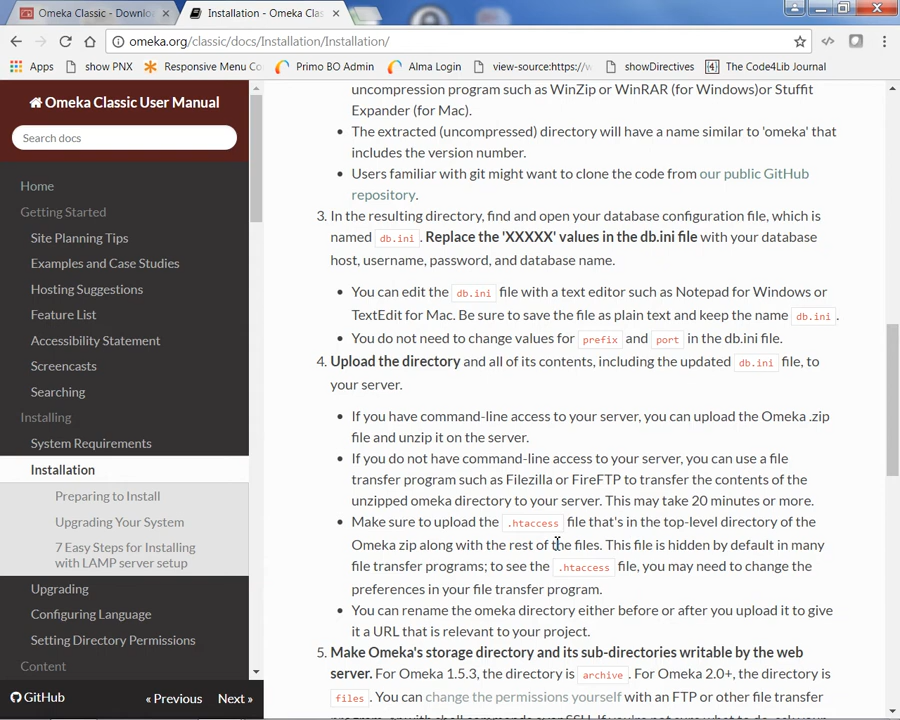 Omeka Classic - Downloa
Installation - Omeka Clas
omeka.org/classic/docs/Installation/Installation/
Apps
show PNX
Responsive Menu Co
Primo BO Admin
Alma Login
view-source:https://w
showDirectives
[4] The Code4Lib Journal
Omeka Classic User Manual
Search docs
Home
Getting Started
Site Planning Tips
Examples and Case Studies
Hosting Suggestions
Feature List
Accessibility Statement
Screencasts
Searching
Installing
System Requirements
Installation
Preparing to Install
Upgrading Your System
7 Easy Steps for Installing
with LAMP server setup
Upgrading
Configuring Language
Setting Directory Permissions
Content
GitHub
« Previous
Next »
uncompression program such as WinZip or WinRAR (for Windows)or Stuffit
Expander (for Mac).
• The extracted (uncompressed) directory will have a name similar to 'omeka' that
includes the version number.
• Users familiar with git might want to clone the code from our public GitHub
repository.
3. In the resulting directory, find and open your database configuration file, which is
named db.ini. Replace the 'XXXXX' values in the db.ini file with your database
host, username, password, and database name.
• You can edit the db.ini file with a text editor such as Notepad for Windows or
TextEdit for Mac. Be sure to save the file as plain text and keep the name db.ini.
• You do not need to change values for prefix and port in the db.ini file.
4. Upload the directory and all of its contents, including the updated db.ini file, to
your server.
• If you have command-line access to your server, you can upload the Omeka .zip
file and unzip it on the server.
• If you do not have command-line access to your server, you can use a file
transfer program such as Filezilla or FireFTP to transfer the contents of the
unzipped omeka directory to your server. This may take 20 minutes or more.
• Make sure to upload the .htaccess file that's in the top-level directory of the
Omeka zip along with the rest of the files. This file is hidden by default in many
file transfer programs; to see the .htaccess file, you may need to change the
preferences in your file transfer program.
• You can rename the omeka directory either before or after you upload it to give
it a URL that is relevant to your project.
5. Make Omeka's storage directory and its sub-directories writable by the web
server. For Omeka 1.5.3, the directory is archive. For Omeka 2.0+, the directory is
files. You can change the permissions yourself with an FTP or other file transfer